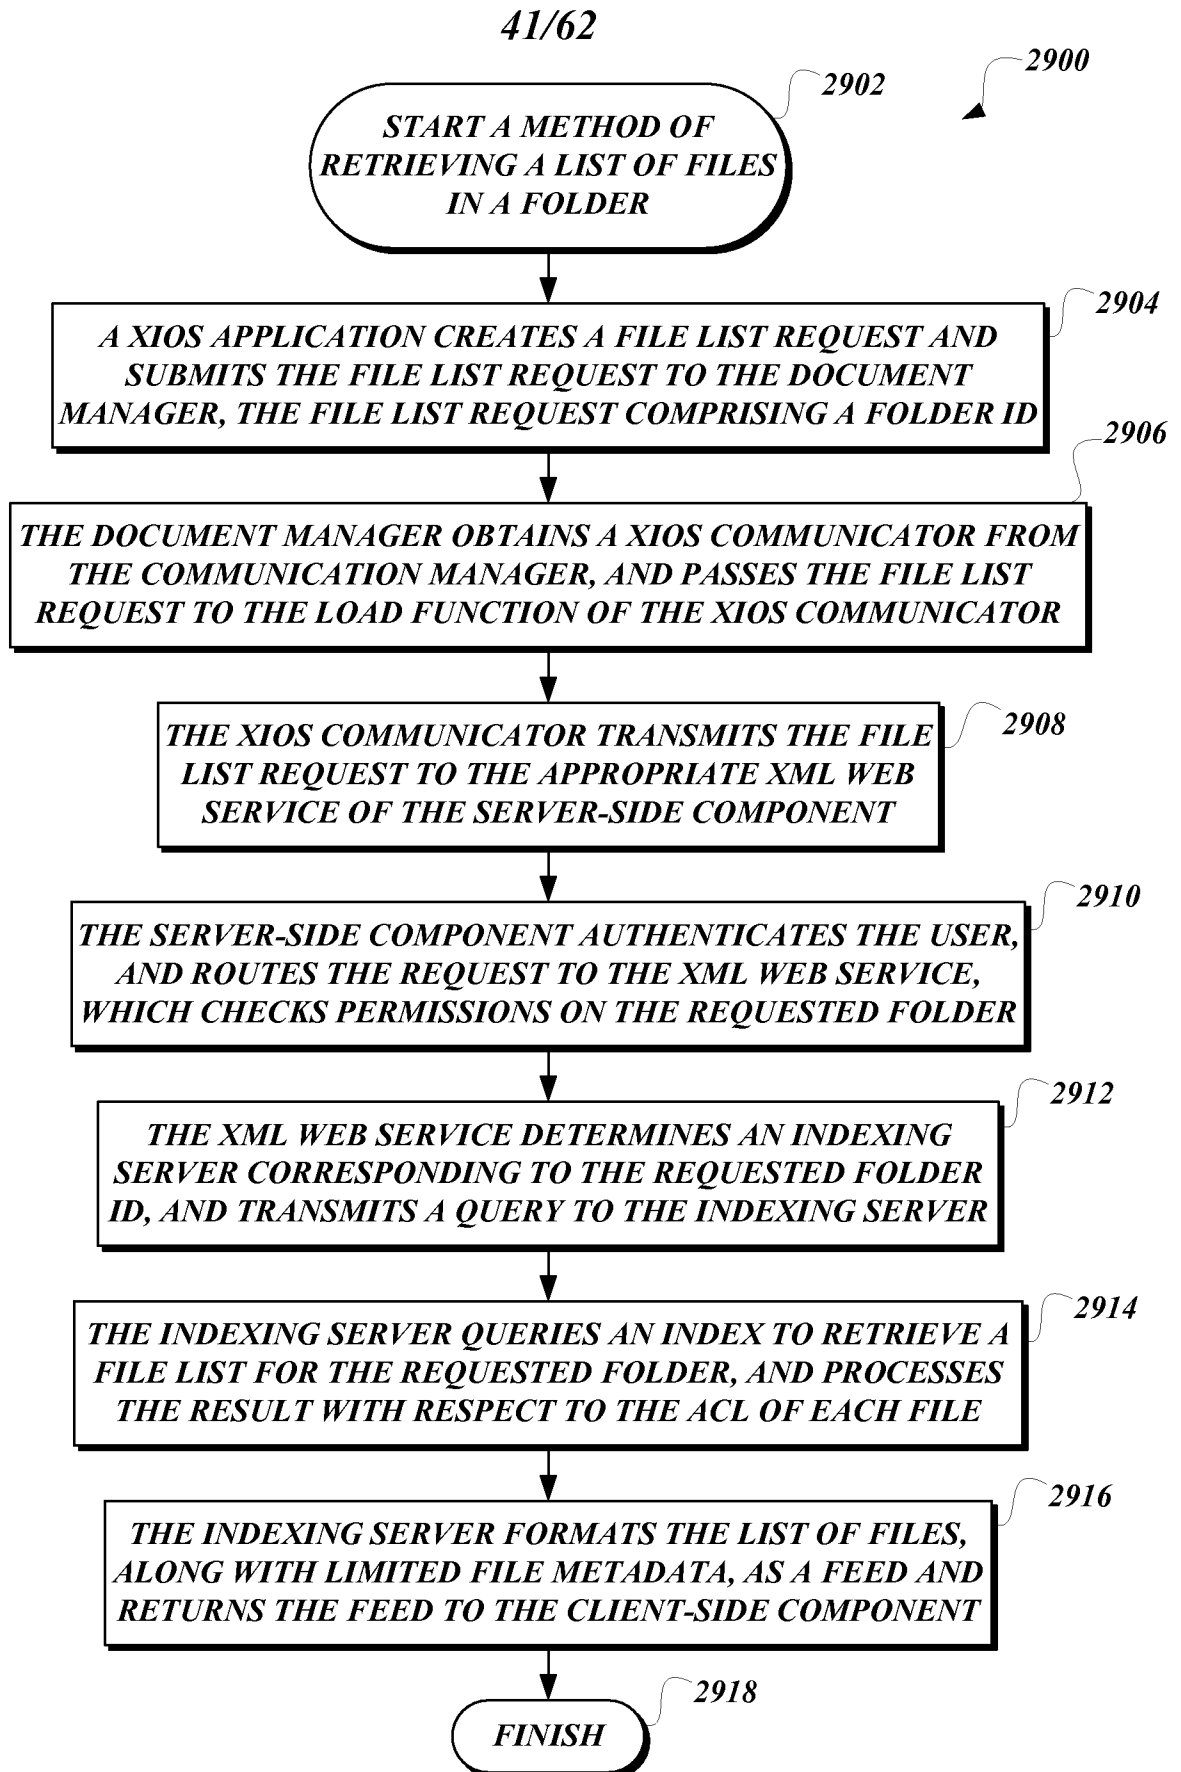 41/62
2900
2902
START A METHOD OF
RETRIEVING A LIST OF FILES
IN A FOLDER
2904
A XIOS APPLICATION CREATES A FILE LIST REQUEST AND
SUBMITS THE FILE LIST REQUEST TO THE DOCUMENT
MANAGER, THE FILE LIST REQUEST COMPRISING A FOLDER ID
2906
THE DOCUMENT MANAGER OBTAINS A XIOS COMMUNICATOR FROM
THE COMMUNICATION MANAGER, AND PASSES THE FILE LIST
REQUEST TO THE LOAD FUNCTION OF THE XIOS COMMUNICATOR
2908
THE XIOS COMMUNICATOR TRANSMITS THE FILE
LIST REQUEST TO THE APPROPRIATE XML WEB
SERVICE OF THE SERVER-SIDE COMPONENT
2910
THE SERVER-SIDE COMPONENT AUTHENTICATES THE USER,
AND ROUTES THE REQUEST TO THE XML WEB SERVICE,
WHICH CHECKS PERMISSIONS ON THE REQUESTED FOLDER
2912
THE XML WEB SERVICE DETERMINES AN INDEXING
SERVER CORRESPONDING TO THE REQUESTED FOLDER
ID, AND TRANSMITS A QUERY TO THE INDEXING SERVER
2914
THE INDEXING SERVER QUERIES AN INDEX TO RETRIEVE A
FILE LIST FOR THE REQUESTED FOLDER, AND PROCESSES
THE RESULT WITH RESPECT TO THE ACL OF EACH FILE
2916
THE INDEXING SERVER FORMATS THE LIST OF FILES,
ALONG WITH LIMITED FILE METADATA, AS A FEED AND
RETURNS THE FEED TO THE CLIENT-SIDE COMPONENT
2918
FINISH